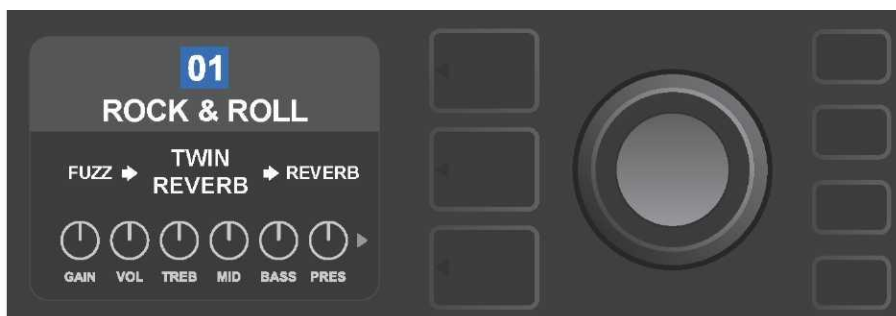 01
ROCK & ROLL
FUZZ TWIN REVERB REVERB
GAIN VOL TREB MID BASS PRES